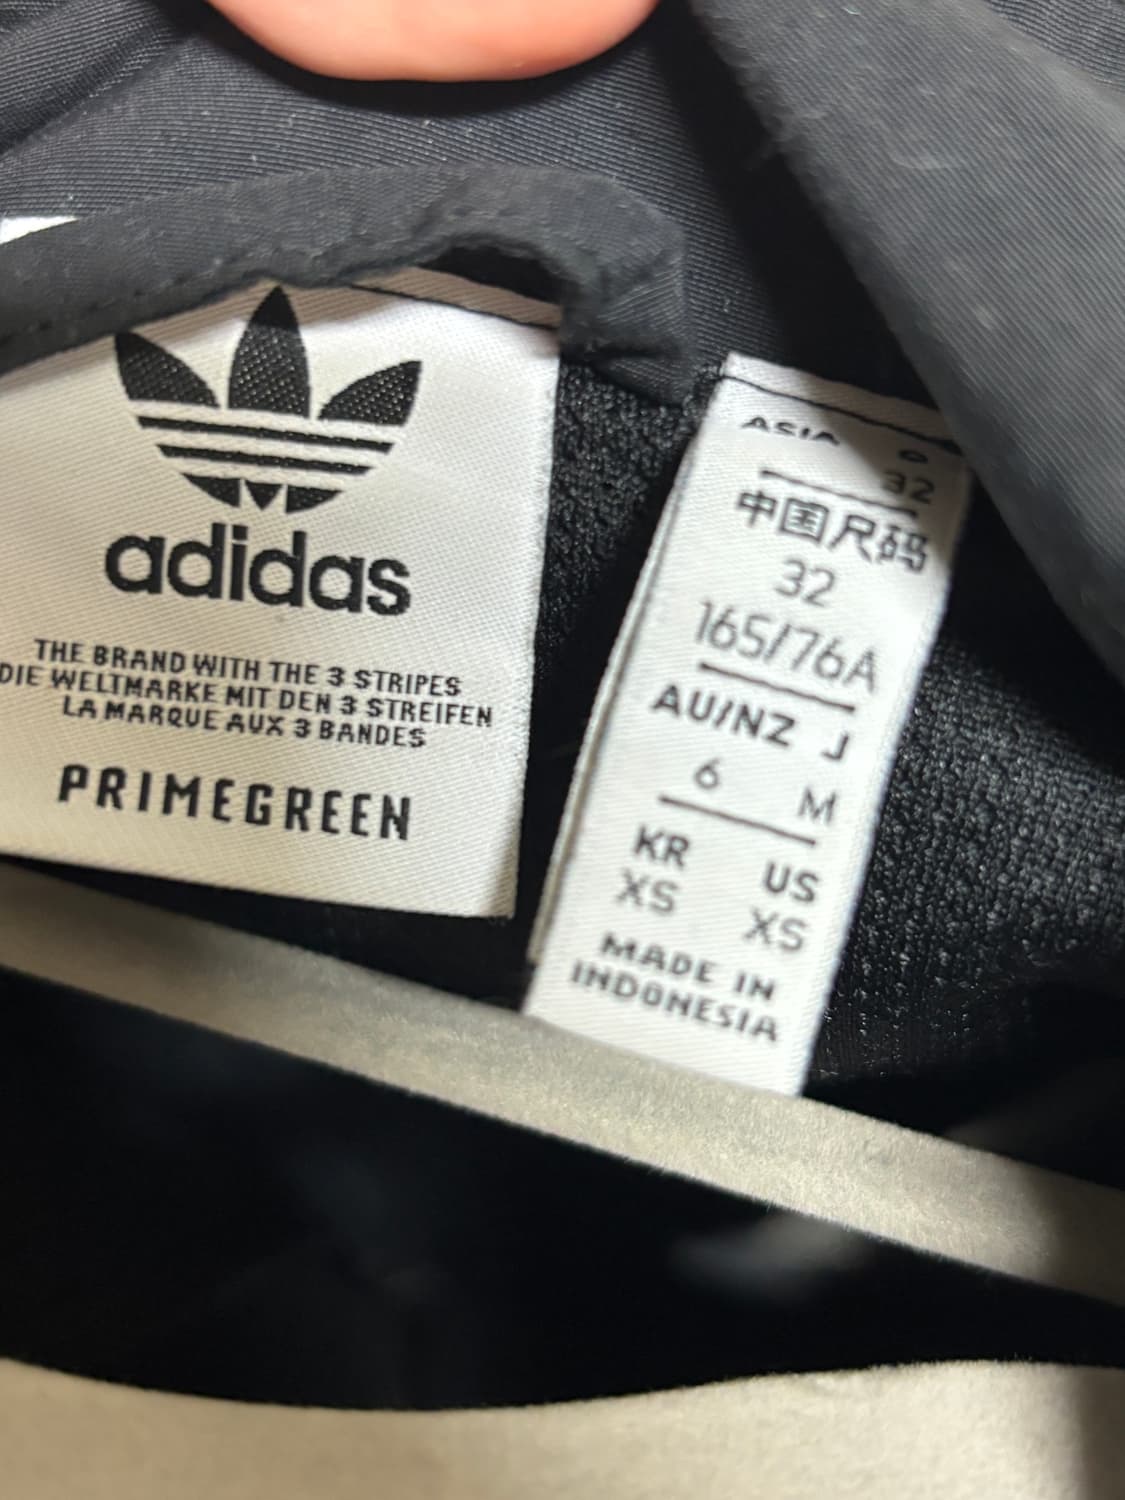 adidas
THE BRAND WITH THE 3 STRIPES
DIE WELTMARKE MIT DEN 3 STREIFEN
LA MARQUE AUX 3 BANDES
PRIMEGREEN
ASIA
32
中国尺码
32
165/76A
AU/NZ J
6 M
KR US
XS XS
MADE IN
INDONESIA